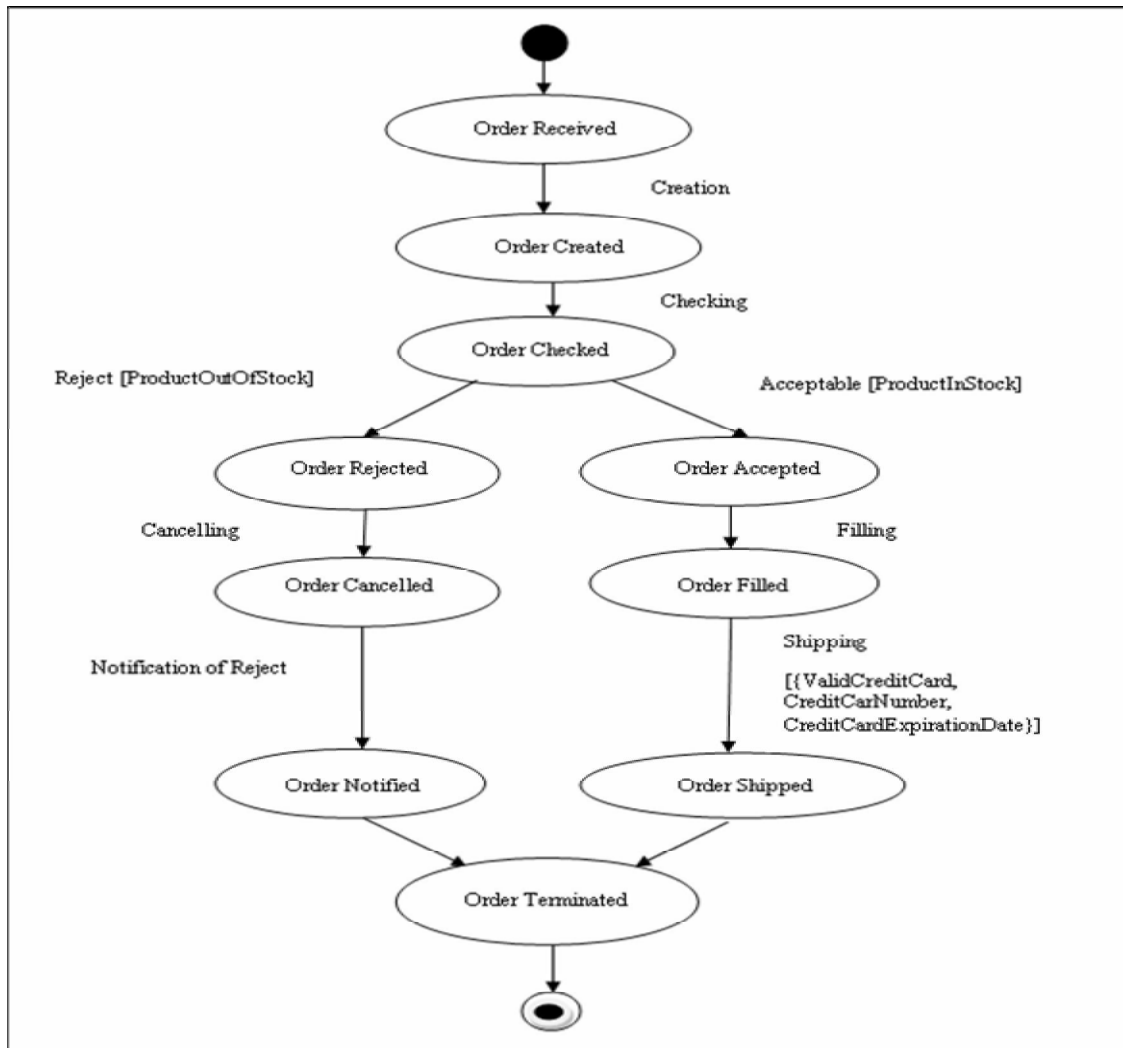 Order Received
Creation
Order Created
Checking
Order Checked
Reject [ProductOutOfStock]
Acceptable [ProductInStock]
Order Rejected
Order Accepted
Cancelling
Filling
Order Cancelled
Order Filled
Shipping
Notification of Reject
[{ValidCreditCard,
CreditCarNumber,
CreditCardExpirationDate}]
Order Notified
Order Shipped
Order Terminated